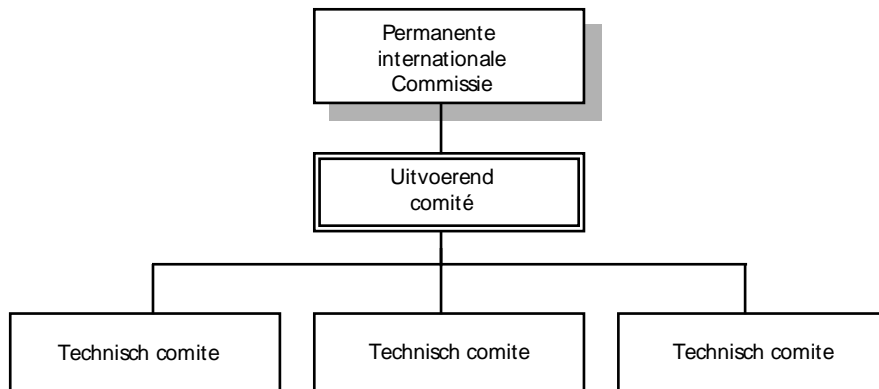 Permanente
internationale
Commissie
Uitvoerend
comité
Technisch comite
Technisch comite
Technisch comite